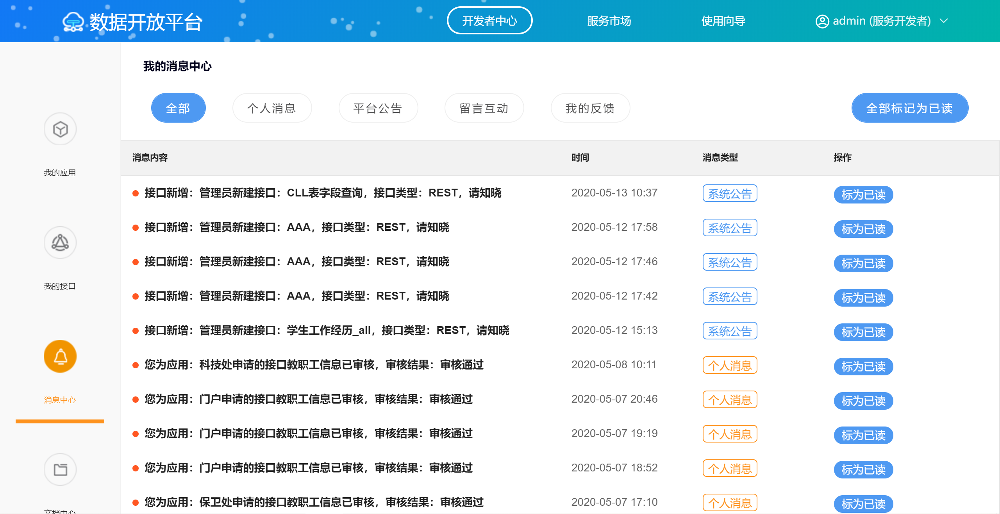 数据开放平台
开发者中心 服务市场 使用向导 admin (服务开发者)
我的消息中心
全部 个人消息 平台公告 留言互动 我的反馈 全部标记为已读
我的应用
我的接口
消息中心
文档中心
消息内容 时间 消息类型 操作
接口新增：管理员新建接口：CLL表字段查询，接口类型：REST，请知晓 2020-05-13 10:37 系统公告 标为已读
接口新增：管理员新建接口：AAA，接口类型：REST，请知晓 2020-05-12 17:58 系统公告 标为已读
接口新增：管理员新建接口：AAA，接口类型：REST，请知晓 2020-05-12 17:46 系统公告 标为已读
接口新增：管理员新建接口：AAA，接口类型：REST，请知晓 2020-05-12 17:42 系统公告 标为已读
接口新增：管理员新建接口：学生工作经历_all，接口类型：REST，请知晓 2020-05-12 15:13 系统公告 标为已读
您为应用：科技处申请的接口教职工信息已审核，审核结果：审核通过 2020-05-08 10:11 个人消息 标为已读
您为应用：门户申请的接口教职工信息已审核，审核结果：审核通过 2020-05-07 20:46 个人消息 标为已读
您为应用：门户申请的接口教职工信息已审核，审核结果：审核通过 2020-05-07 19:19 个人消息 标为已读
您为应用：门户申请的接口教职工信息已审核，审核结果：审核通过 2020-05-07 18:52 个人消息 标为已读
您为应用：保卫处申请的接口教职工信息已审核，审核结果：审核通过 2020-05-07 17:10 个人消息 标为已读